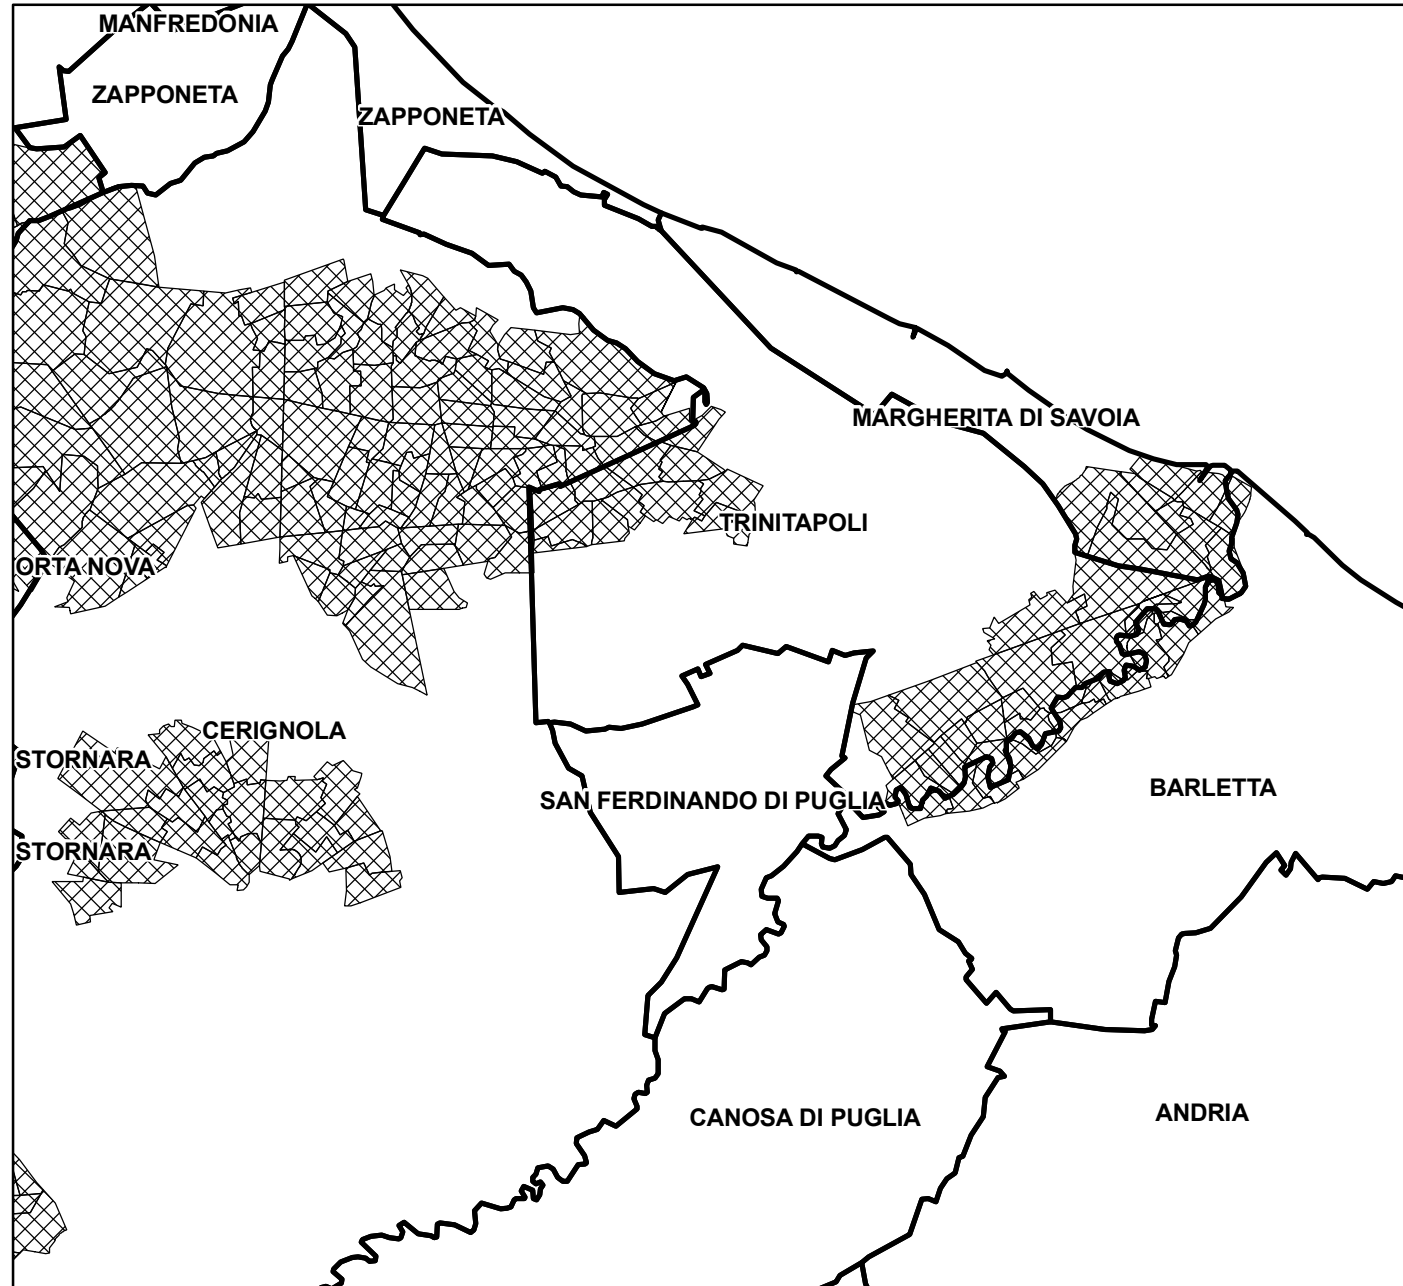 MANFREDONIA
ZAPPONETA
ZAPPONETA
MARGHERITA DI SAVOIA
TRINITAPOLI
ORTA NOVA
CERIGNOLA
STORNARA
BARLETTA
SAN FERDINANDO DI PUGLIA
STORNARA
ANDRIA
CANOSA DI PUGLIA